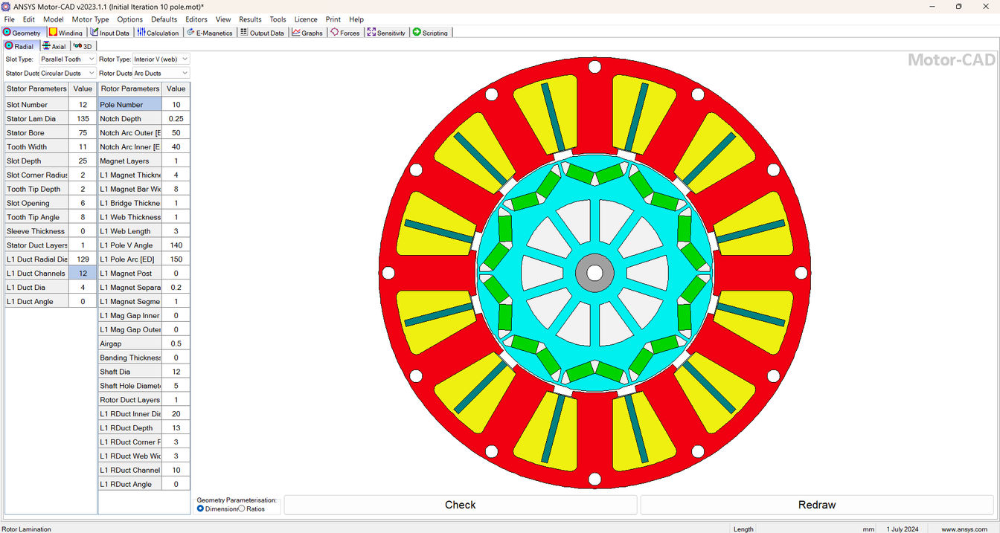 ANSYS Motor-CAD v2023.1.1 (Initial Iteration 10 pole.mot)*
File Edit Model Motor Type Options Defaults Editors View Results Tools Licence Print Help
Geometry Winding Input Data Calculation E-Magnetics Output Data Graphs Forces Sensitivity Scripting
Radial Axial 3D
Slot Type: Parallel Tooth Rotor Type: Interior V (web)
Stator Ducts Circular Ducts Rotor Ducts Arc Ducts
Stator Parameters Value Rotor Parameters Value
Slot Number 12 Pole Number 10
Stator Lam Dia 135 Notch Depth 0.25
Stator Bore 75 Notch Arc Outer [E 50
Tooth Width 11 Notch Arc Inner [E 40
Slot Depth 25 Magnet Layers 1
Slot Corner Radius 2 L1 Magnet Thickne 4
Tooth Tip Depth 2 L1 Magnet Bar Wic 8
Slot Opening 6 L1 Bridge Thickne 1
Tooth Tip Angle 8 L1 Web Thickness 1
Sleeve Thickness 0 L1 Web Length 3
Stator Duct Layers 1 L1 Pole V Angle 140
L1 Duct Radial Dia 129 L1 Pole Arc [ED] 150
L1 Duct Channels 12 L1 Magnet Post 0
L1 Duct Dia 4 L1 Magnet Separa 0.2
L1 Duct Angle 0 L1 Magnet Segme 1
L1 Mag Gap Inner 0
L1 Mag Gap Outer 0
Airgap 0.5
Banding Thickness 0
Shaft Dia 12
Shaft Hole Diamet 5
Rotor Duct Layers 1
L1 RDuct Inner Dia 20
L1 RDuct Depth 13
L1 RDuct Corner F 3
L1 RDuct Web Wic 3
L1 RDuct Channel 10
L1 RDuct Angle 0
Motor-CAD
Geometry Parameterisation:
Dimensions Ratios
Check
Redraw
Rotor Lamination Length mm 1 July 2024 www.ansys.com